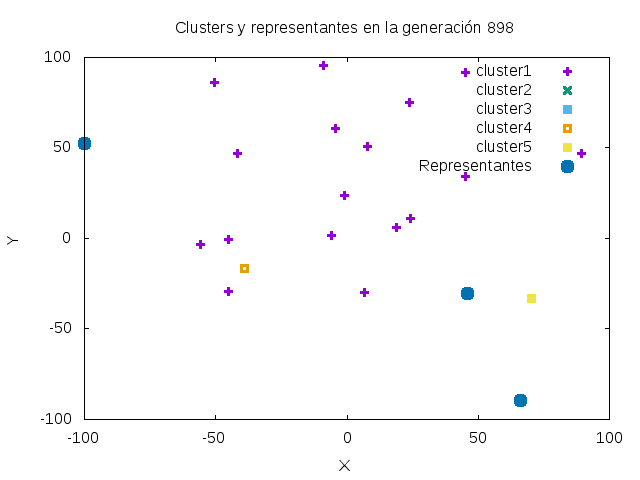 Clusters y representantes en la generación 898
100
50
0
-50
-100
Y
-100
-50
0
50
100
X
cluster1
cluster2
cluster3
cluster4
cluster5
Representantes